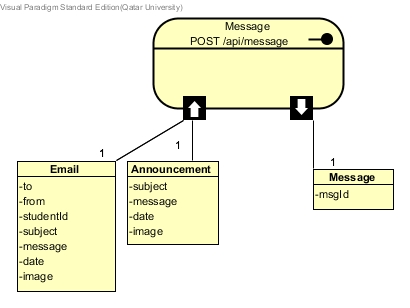 Visual Paradigm Standard Edition(Qatar University)
Message
POST /api/message
1
1
1
Email
-to
-from
-studentId
-subject
-message
-date
-image
Announcement
-subject
-message
-date
-image
Message
-msgId